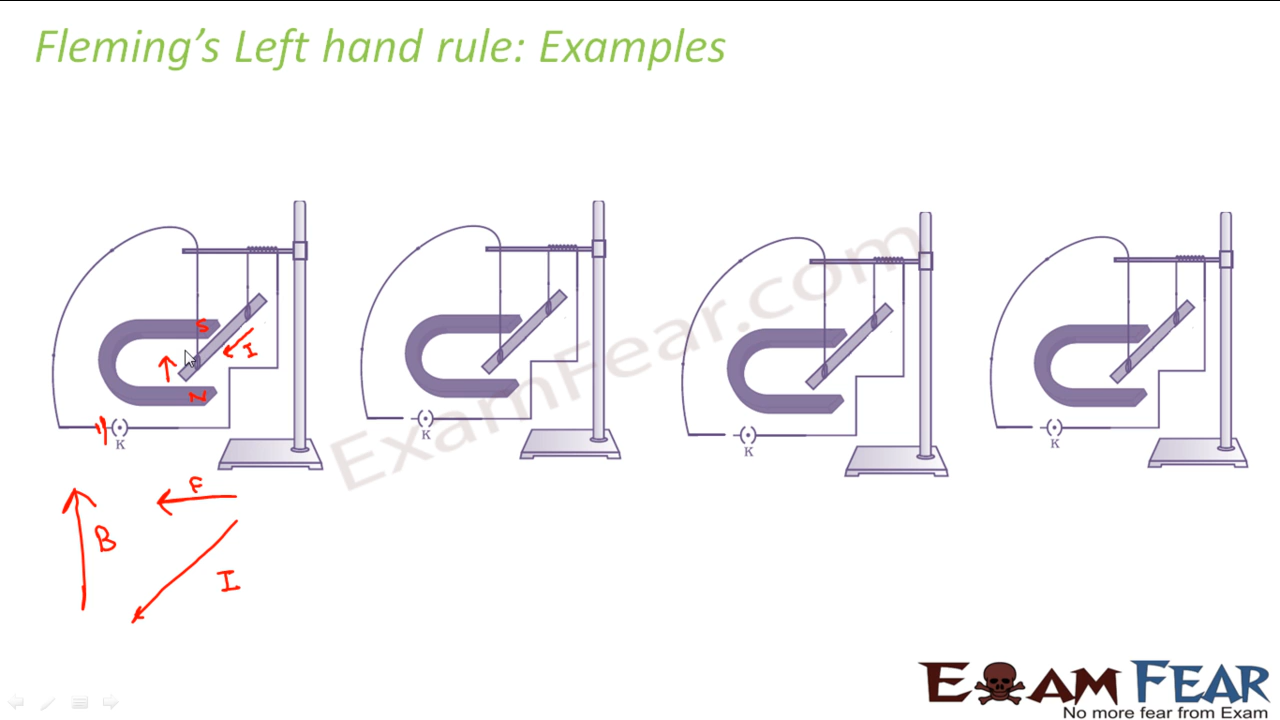 Fleming's Left hand rule: Examples
ExamFear.com
S
I
N
K
K
K
K
F
B
I
EXAM FEAR
No more fear from Exam